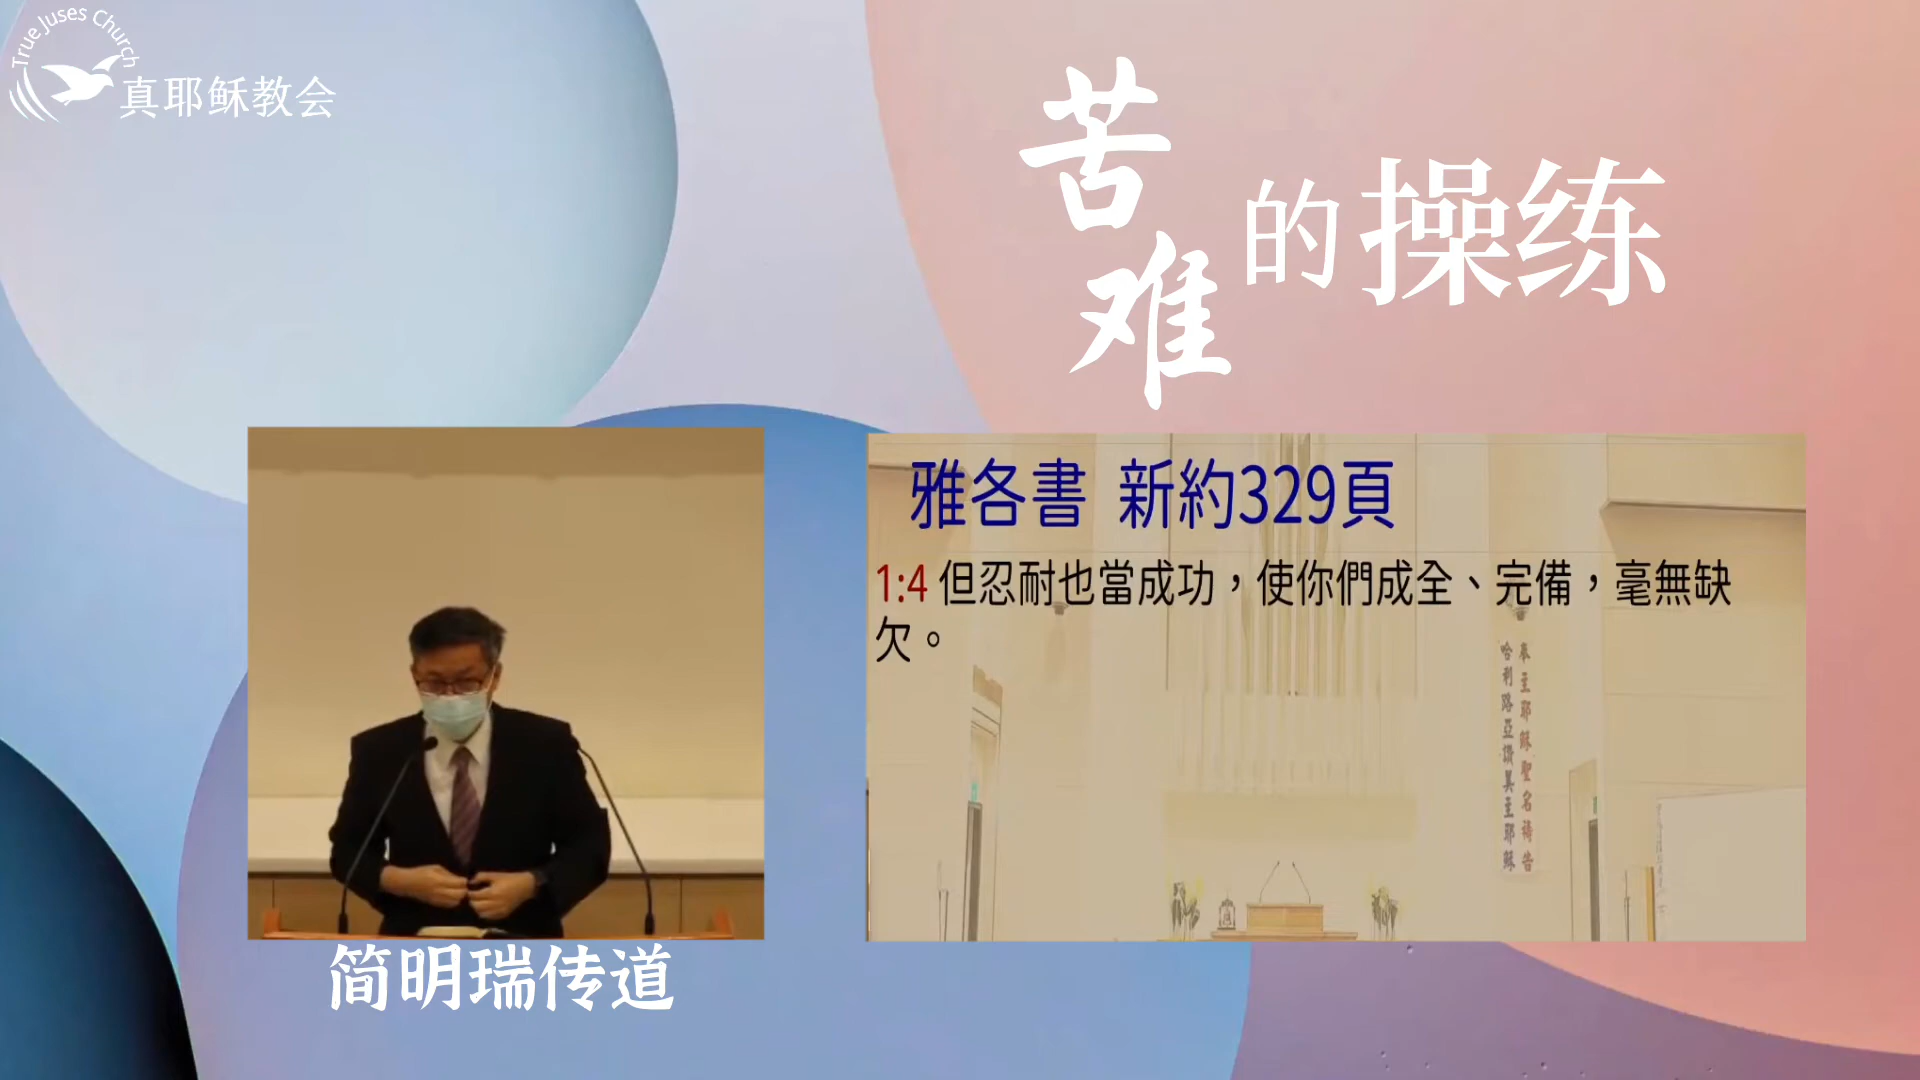 True Juses Church
真耶稣教会
苦难的操练
雅各書 新約329頁
1:4 但忍耐也當成功，使你們成全、完備，毫無缺
欠。
奉主耶穌聖名禱告
哈利路亞讚美主耶穌
简明瑞传道